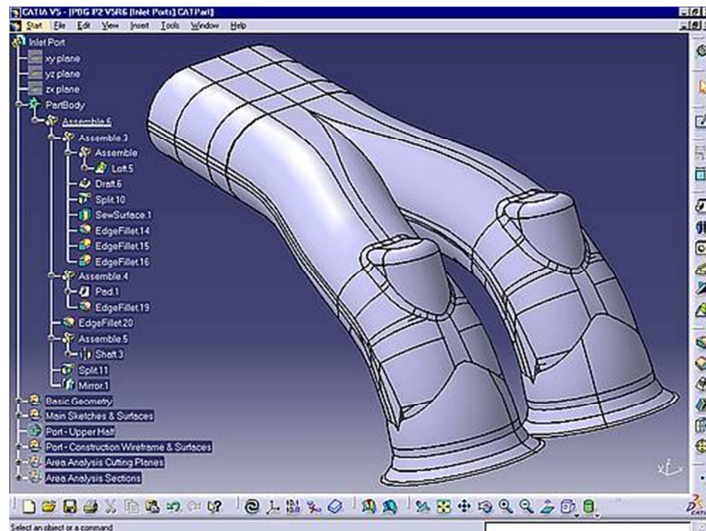 CATIA V5 - [PDG P2 V5R6 [Inlet Ports].CATPart]
Start File Edit View Insert Tools Window Help
Inlet Port
xy plane
yz plane
zx plane
PartBody
Assemble.6
Assemble.3
Assemble
Loft.5
Draft.6
Split.10
SewSurface.1
EdgeFillet.14
EdgeFillet.15
EdgeFillet.16
Assemble.4
Pad.1
EdgeFillet.19
EdgeFillet.20
Assemble.5
Shaft.3
Split.11
Mirror.1
Basic Geometry
Main Sketches & Surfaces
Port - Upper Half
Port - Construction Wireframe & Surfaces
Area Analysis Cutting Planes
Area Analysis Sections
Select an object or a command